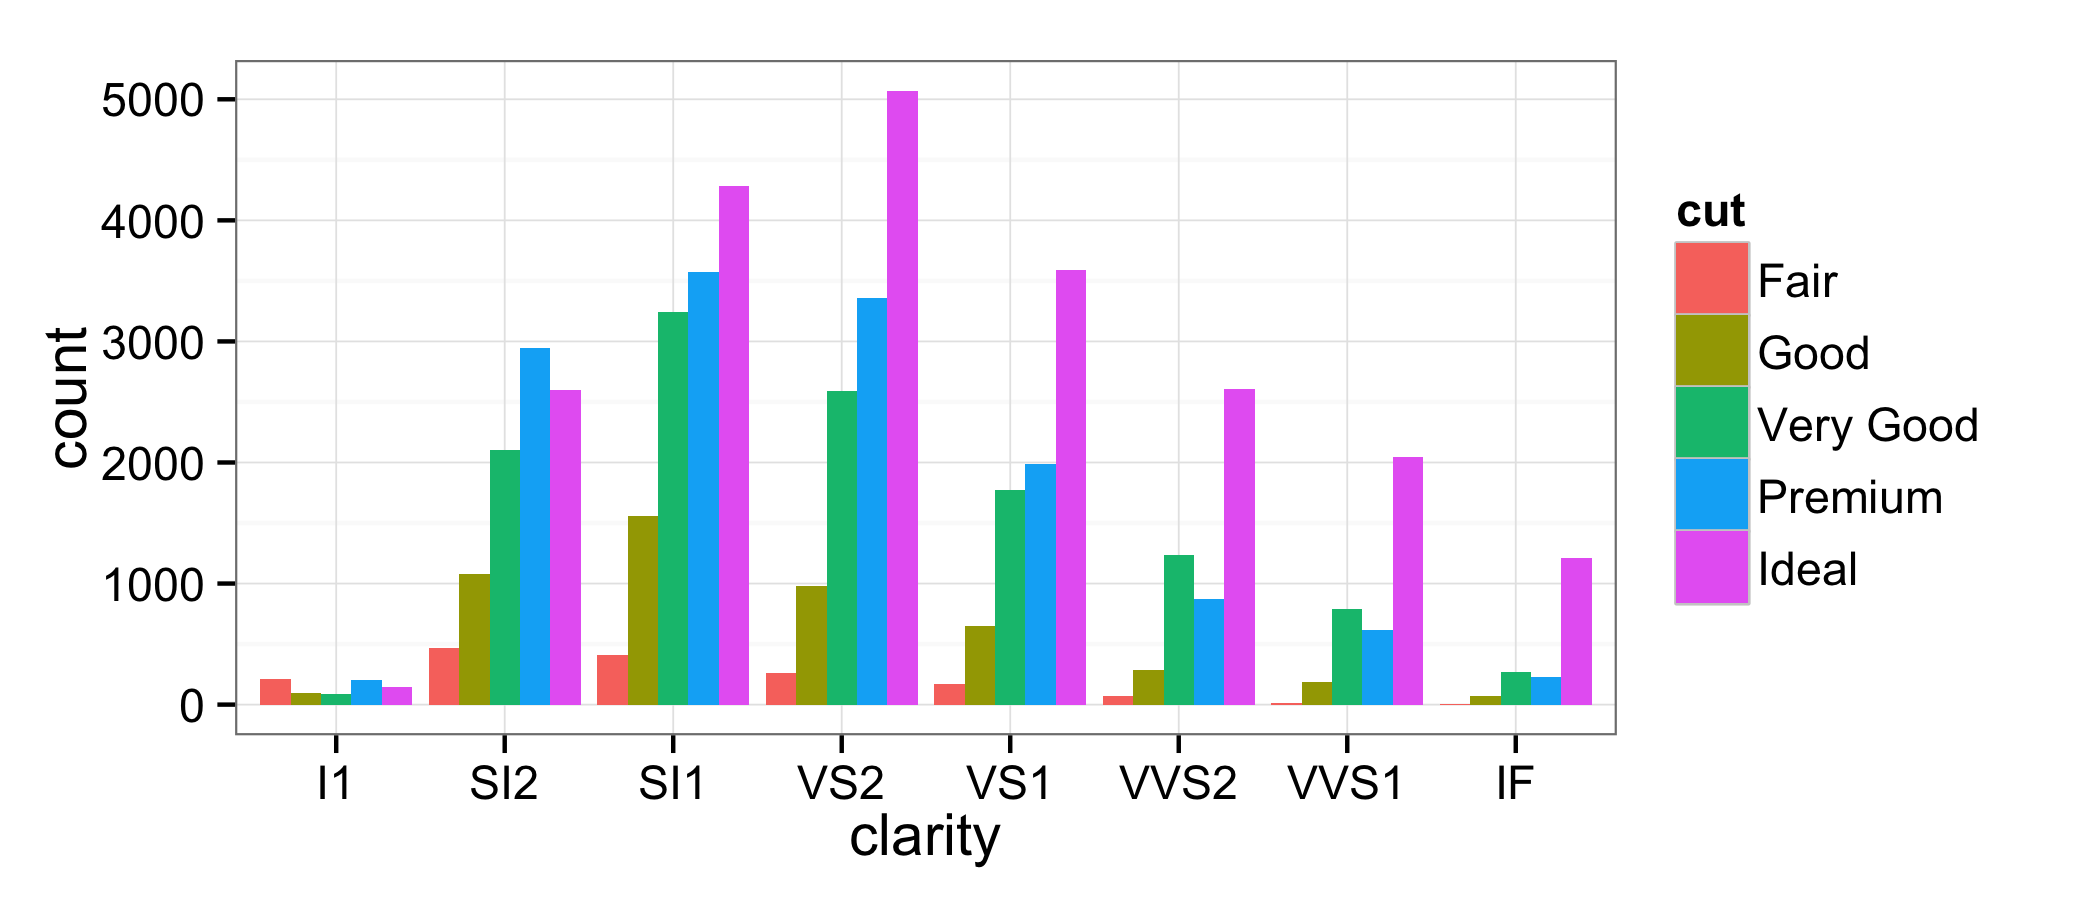 5000
4000
3000
2000
1000
0
count
I1 SI2 SI1 VS2 VS1 VVS2 VVS1 IF
clarity
cut
Fair
Good
Very Good
Premium
Ideal